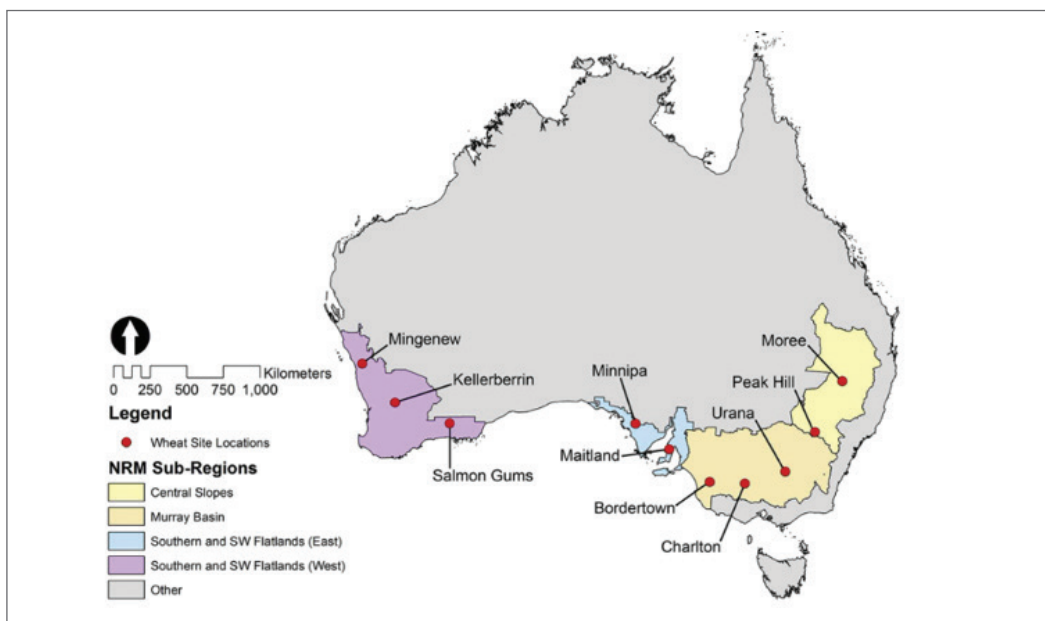 Mingenew
Kellerberrin
Salmon Gums
Minnipa
Maitland
Moree
Peak Hill
Urana
Bordertown
Charlton
Kilometers
0 250 500 750 1,000
Legend
Wheat Site Locations
NRM Sub-Regions
Central Slopes
Murray Basin
Southern and SW Flatlands (East)
Southern and SW Flatlands (West)
Other